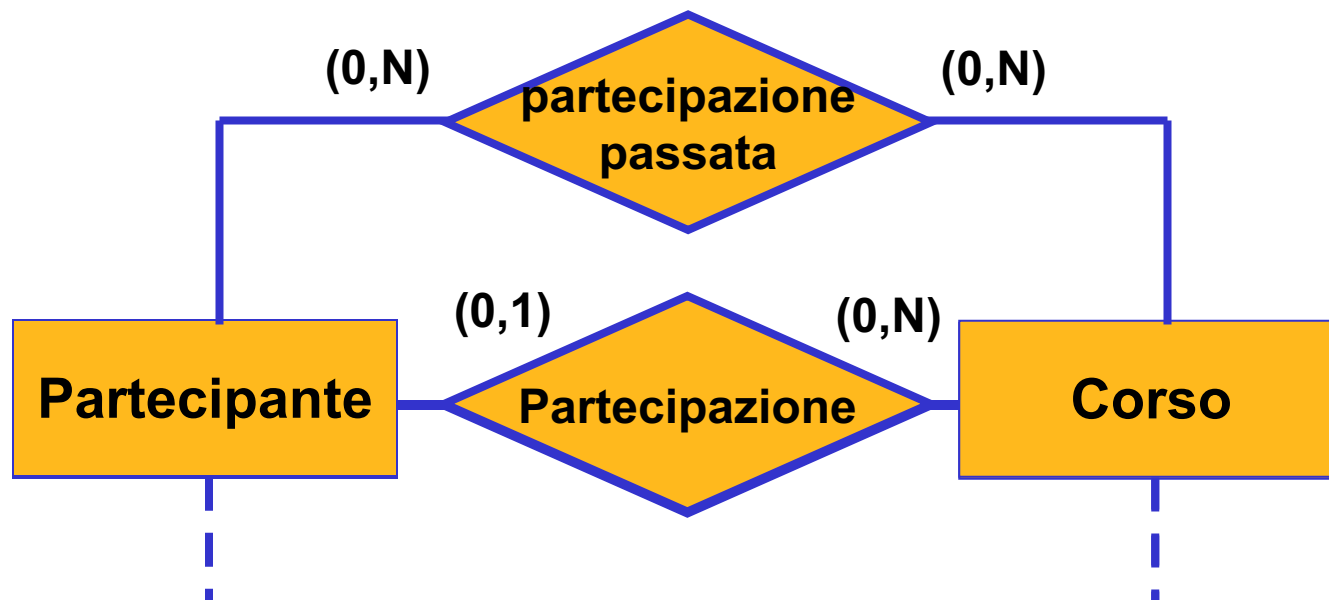 (0,N)
(0,N)
partecipazione
passata
(0,1)
(0,N)
Partecipante
Partecipazione
Corso